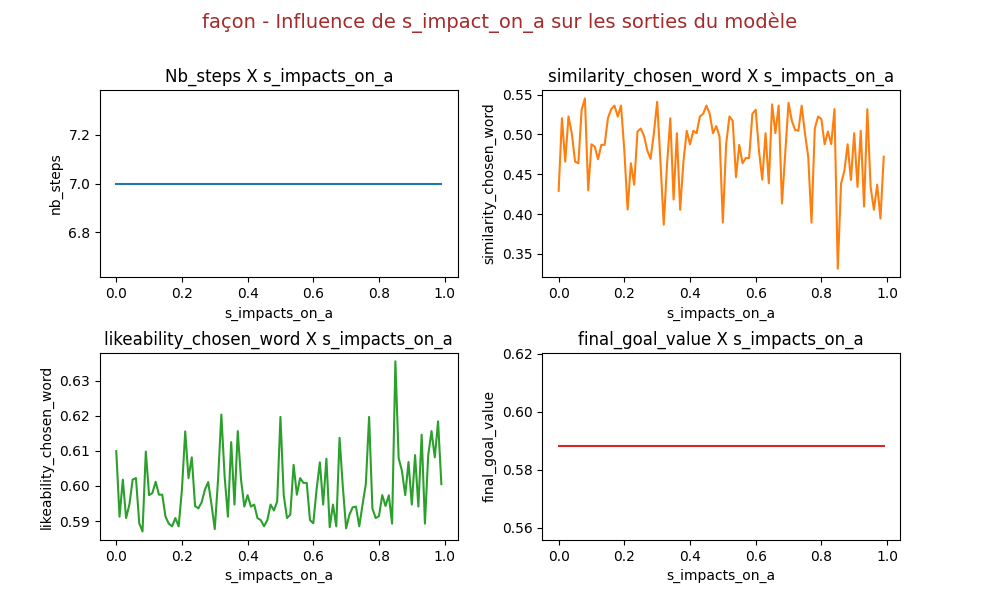 façon - Influence de s_impact_on_a sur les sorties du modèle
Nb_steps X s_impacts_on_a
nb_steps
7.2
7.0
6.8
0.0 0.2 0.4 0.6 0.8 1.0
s_impacts_on_a
similarity_chosen_word X s_impacts_on_a
similarity_chosen_word
0.55
0.50
0.45
0.40
0.35
0.0 0.2 0.4 0.6 0.8 1.0
s_impacts_on_a
likeability_chosen_word X s_impacts_on_a
likeability_chosen_word
0.63
0.62
0.61
0.60
0.59
0.0 0.2 0.4 0.6 0.8 1.0
s_impacts_on_a
final_goal_value X s_impacts_on_a
final_goal_value
0.62
0.60
0.58
0.56
0.0 0.2 0.4 0.6 0.8 1.0
s_impacts_on_a